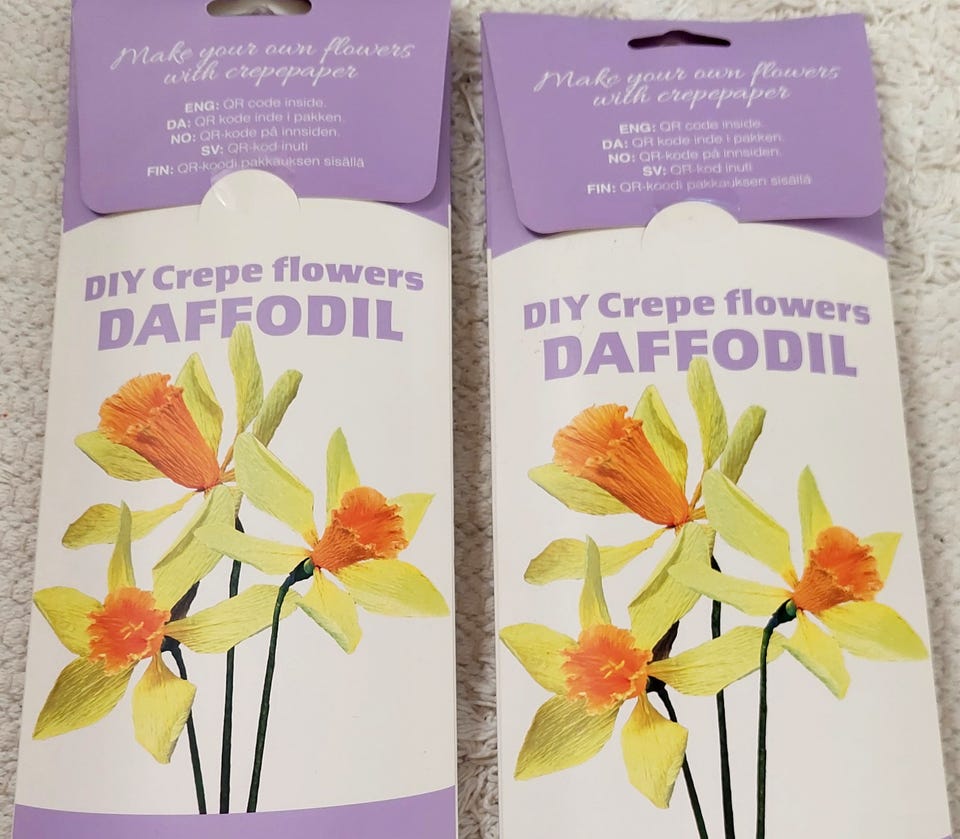 Make your own flowers
with crepepaper
ENG: QR code inside.
DA: QR kode inde i pakken.
NO: QR-kode på innsiden.
SV: QR-kod inuti
FIN: QR-koodi pakkauksen sisällä
DIY Crepe flowers
DAFFODIL
Make your own flowers
with crepepaper
ENG: QR code inside.
DA: QR kode inde i pakken.
NO: QR-kode på innsiden.
SV: QR-kod inuti
FIN: QR-koodi pakkauksen sisällä
DIY Crepe flowers
DAFFODIL